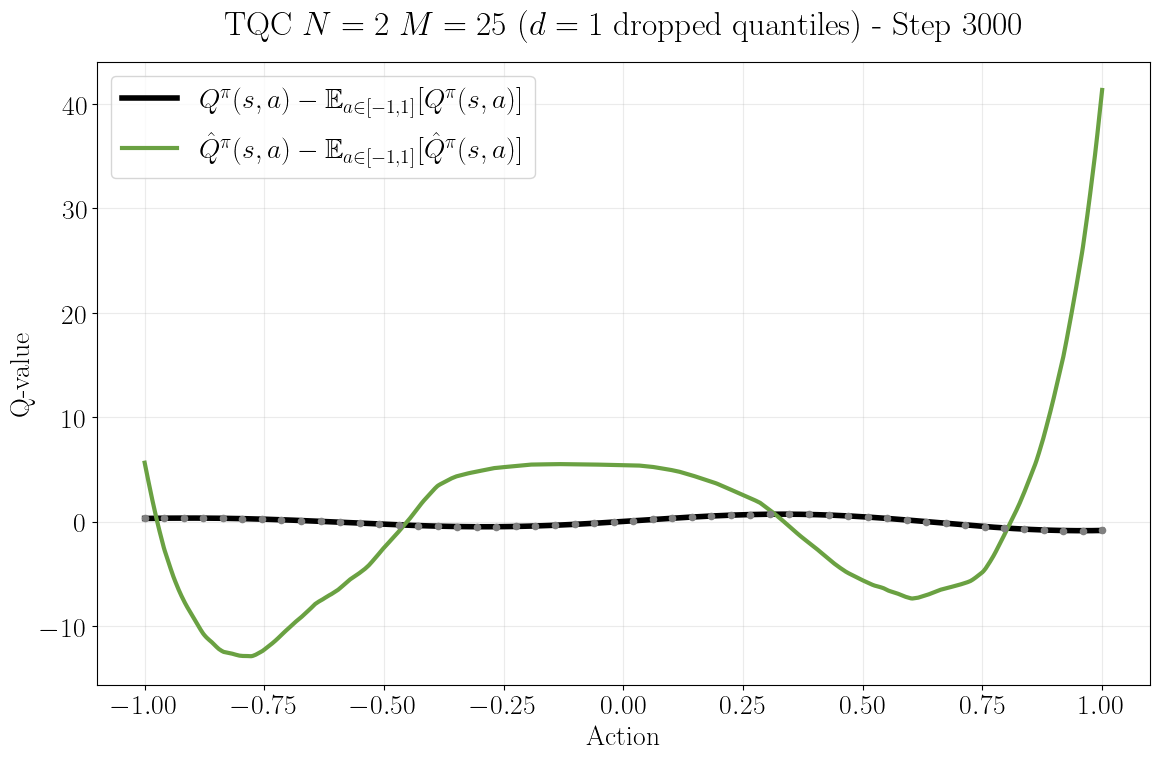 TQC N = 2 M = 25 (d = 1 dropped quantiles) - Step 3000
Q^π(s, a) − 𝔼_{a∈[−1,1]}[Q^π(s, a)]
Q̂^π(s, a) − 𝔼_{a∈[−1,1]}[Q̂^π(s, a)]
40
30
20
10
0
−10
Q-value
−1.00 −0.75 −0.50 −0.25 0.00 0.25 0.50 0.75 1.00
Action